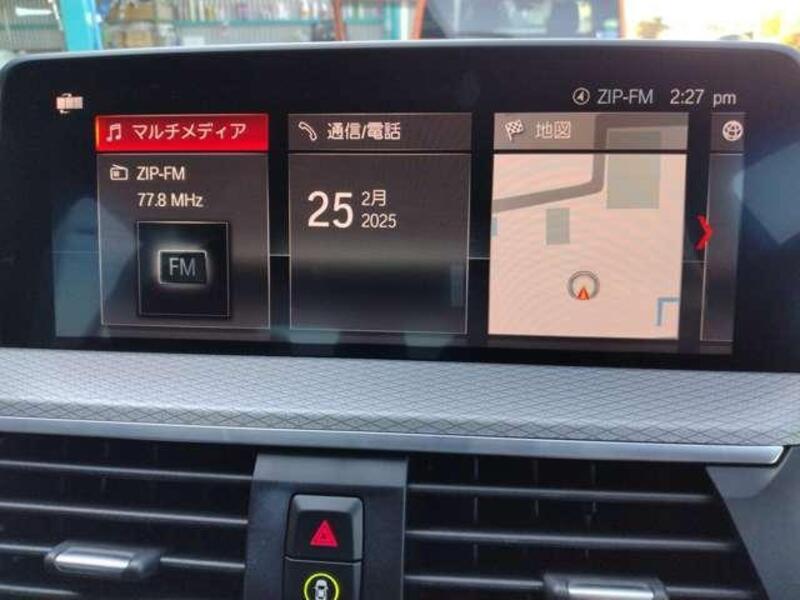 ZIP-FM 2:27 pm
マルチメディア
ZIP-FM
77.8 MHz
FM
通信/電話
25 2月
2025
地図